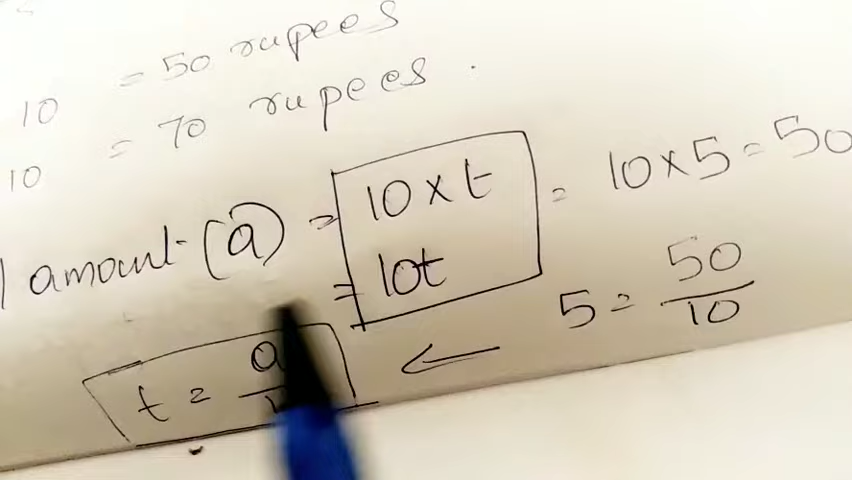 10 = 50 rupees
10 = 70 rupees.
amount (a) = 10 × t = 10 × 5 = 50
= 10t
5 = 50/10
t = a/